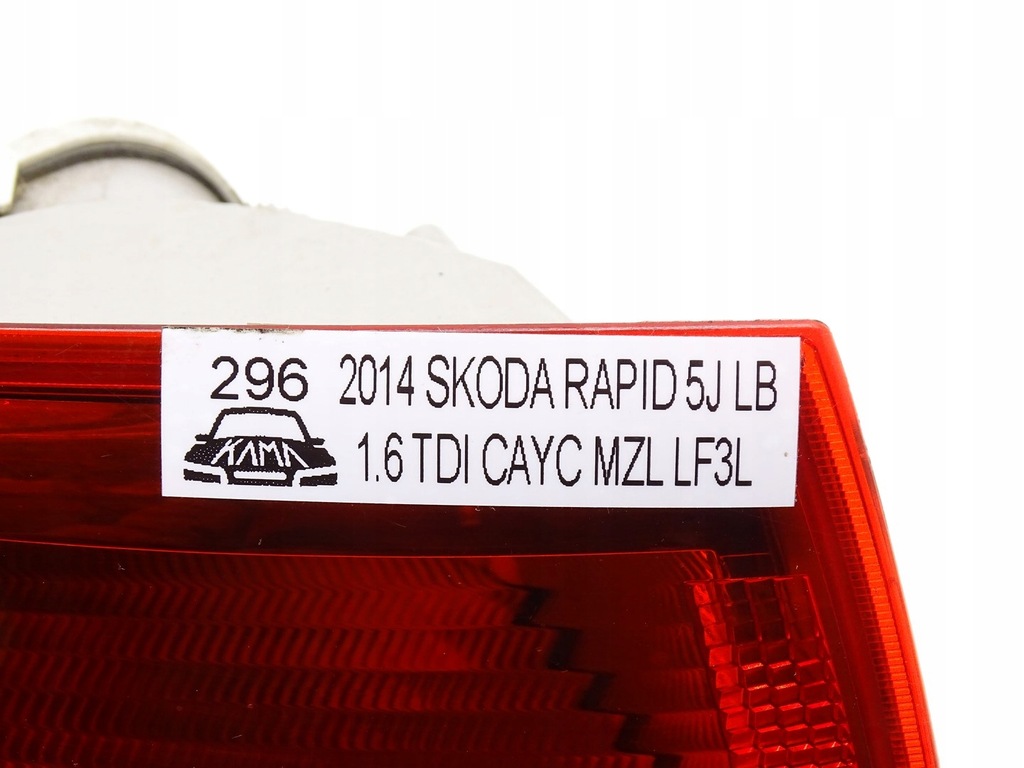 296 2014 SKODA RAPID 5J LB
KAMA 1.6 TDI CAYC MZL LF3L